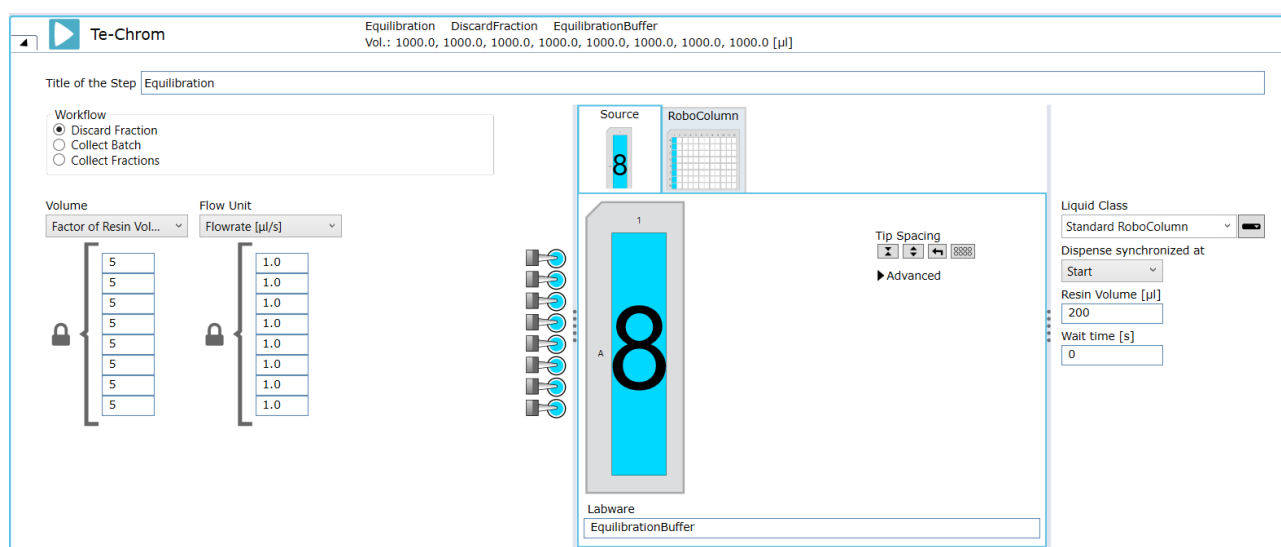 Te-Chrom
Equilibration DiscardFraction EquilibrationBuffer
Vol.: 1000.0, 1000.0, 1000.0, 1000.0, 1000.0, 1000.0, 1000.0, 1000.0 [µl]
Title of the Step Equilibration
Workflow
Discard Fraction
Collect Batch
Collect Fractions
Volume Flow Unit
Factor of Resin Vol... Flowrate [µl/s]
5 1.0
5 1.0
5 1.0
5 1.0
5 1.0
5 1.0
5 1.0
5 1.0
Source RoboColumn
8
1
A 8
Tip Spacing
Advanced
Labware
EquilibrationBuffer
Liquid Class
Standard RoboColumn
Dispense synchronized at
Start
Resin Volume [µl]
200
Wait time [s]
0